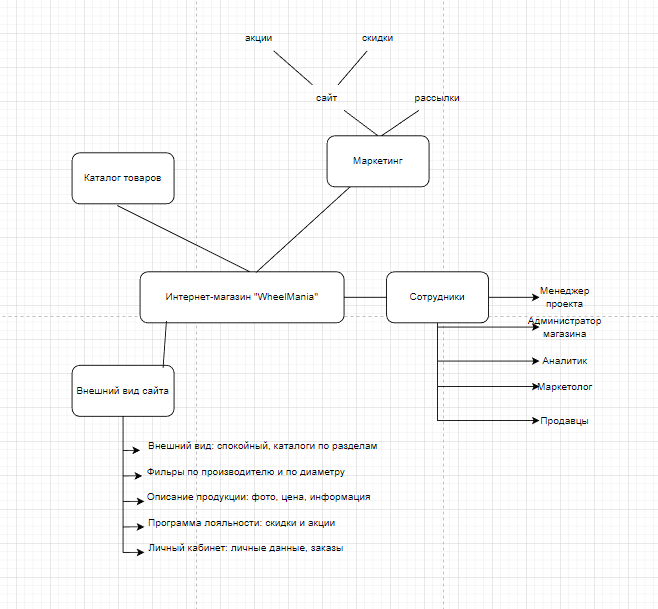 акции
скидки
сайт
рассылки
Маркетинг
Каталог товаров
Интернет-магазин "WheelMania"
Сотрудники
Менеджер
проекта
Администратор
магазина
Аналитик
Маркетолог
Продавцы
Внешний вид сайта
Внешний вид: спокойный, каталоги по разделам
Фильры по производителю и по диаметру
Описание продукции: фото, цена, информация
Программа лояльности: скидки и акции
Личный кабинет: личные данные, заказы